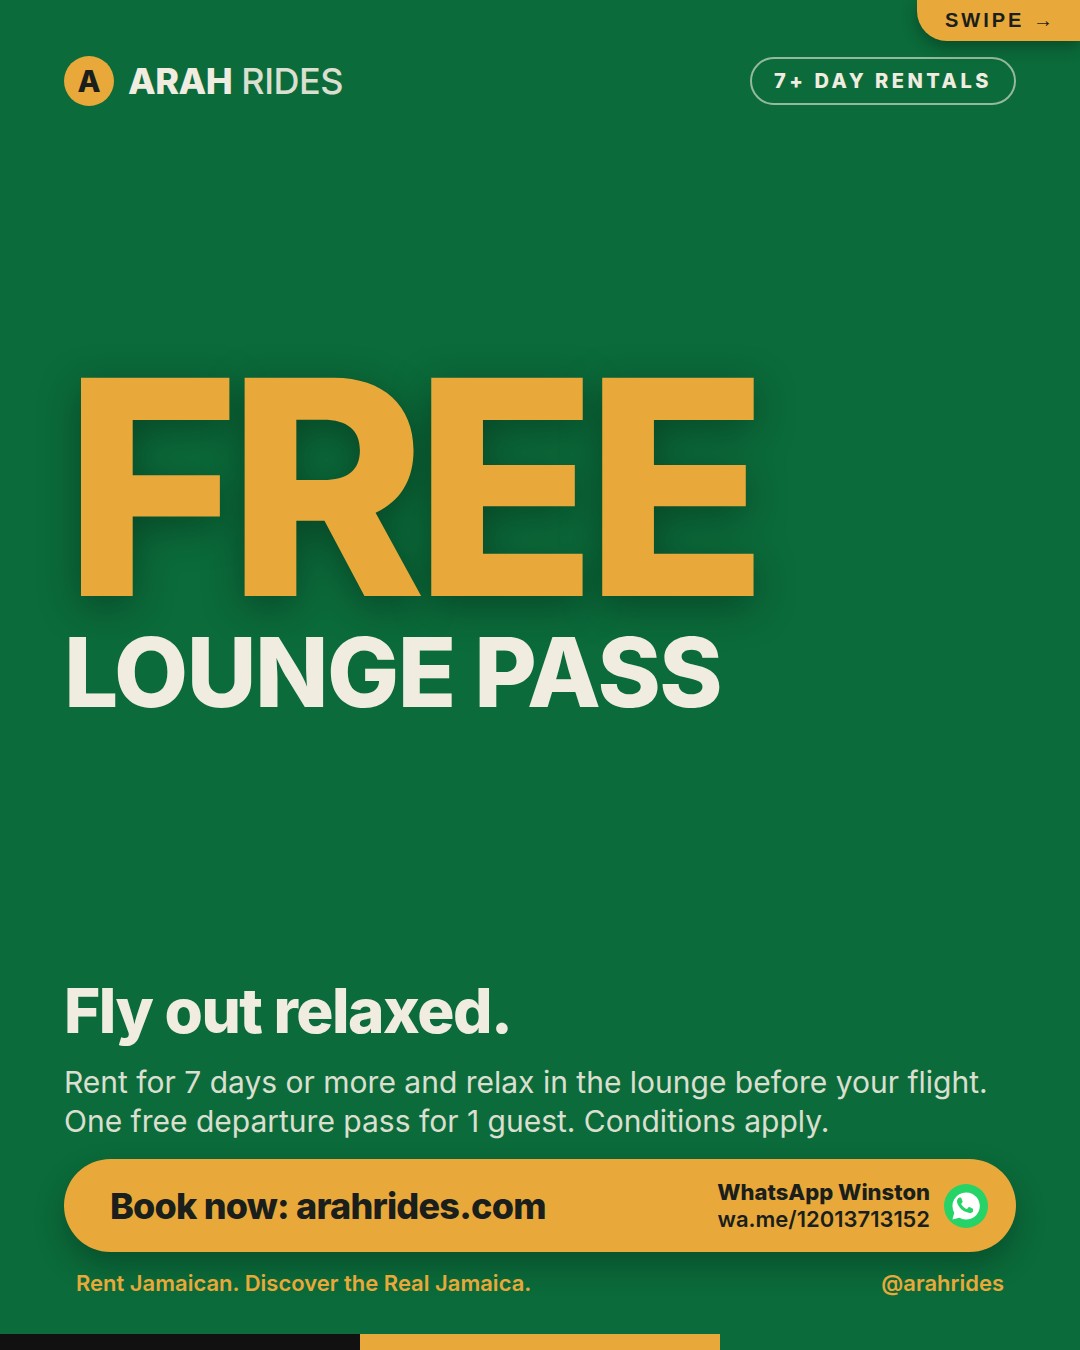 SWIPE →
A ARAH RIDES
7+ DAY RENTALS
FREE
LOUNGE PASS
Fly out relaxed.
Rent for 7 days or more and relax in the lounge before your flight.
One free departure pass for 1 guest. Conditions apply.
Book now: arahrides.com
WhatsApp Winston
wa.me/12013713152
Rent Jamaican. Discover the Real Jamaica.
@arahrides